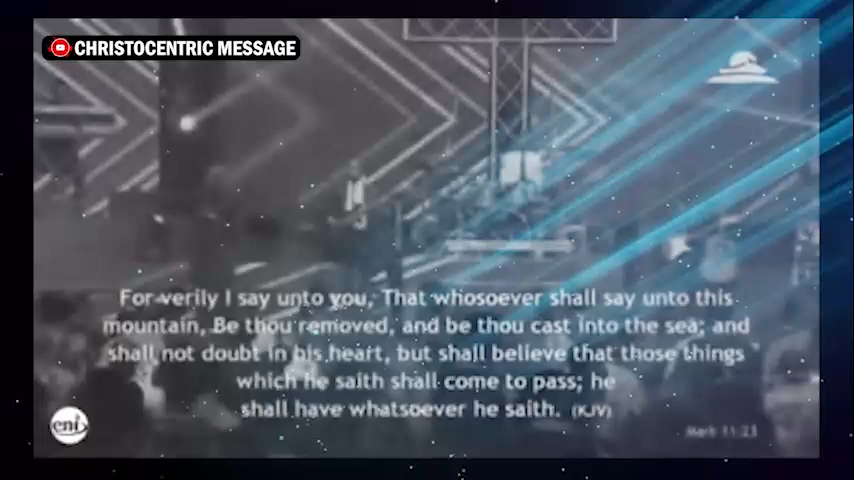 CHRISTOCENTRIC MESSAGE
For verily I say unto you, That whosoever shall say unto this
mountain, Be thou removed, and be thou cast into the sea; and
shall not doubt in his heart, but shall believe that those things
which he saith shall come to pass; he
shall have whatsoever he saith. (KJV)
eni
Mark 11:23